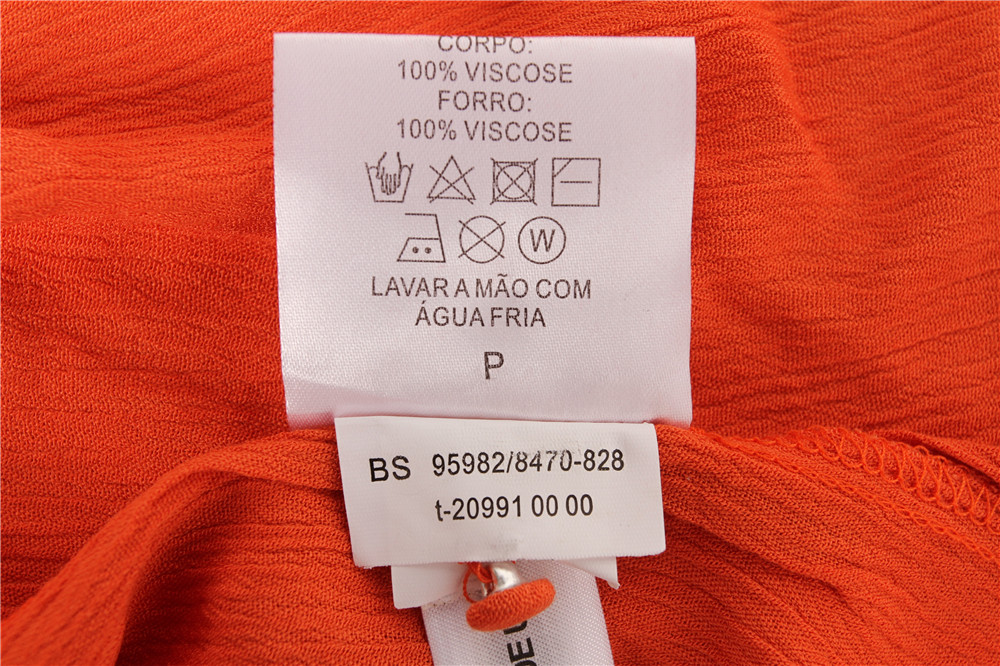 CORPO:
100% VISCOSE
FORRO:
100% VISCOSE
W
LAVAR A MÃO COM
ÁGUA FRIA
P
BS 95982/8470-828
t-20991 00 00